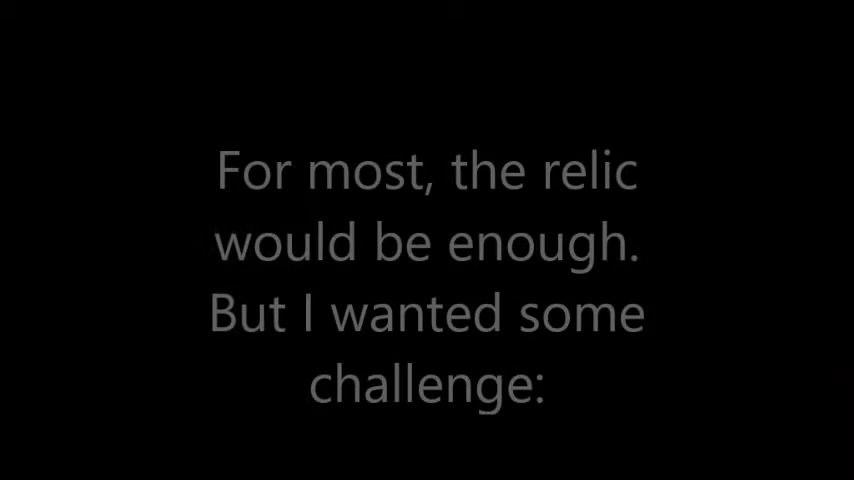 For most, the relic
would be enough.
But I wanted some
challenge: